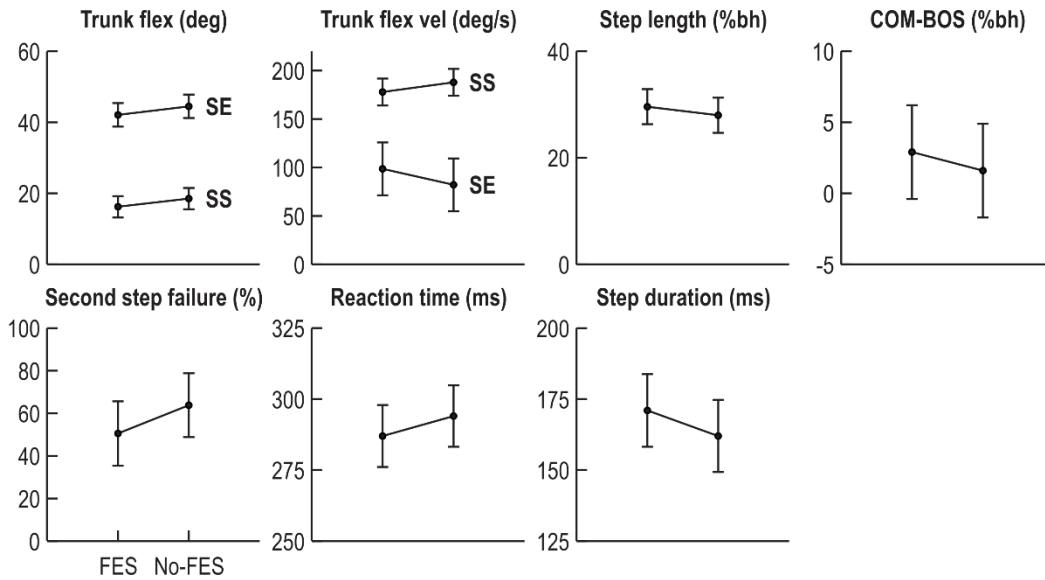 Trunk flex (deg)
60
40
20
0
SE
SS
Trunk flex vel (deg/s)
200
150
100
50
0
SS
SE
Step length (%bh)
40
20
0
COM-BOS (%bh)
10
5
0
-5
Second step failure (%)
100
80
60
40
20
0
FES No-FES
Reaction time (ms)
325
300
275
250
Step duration (ms)
200
175
150
125